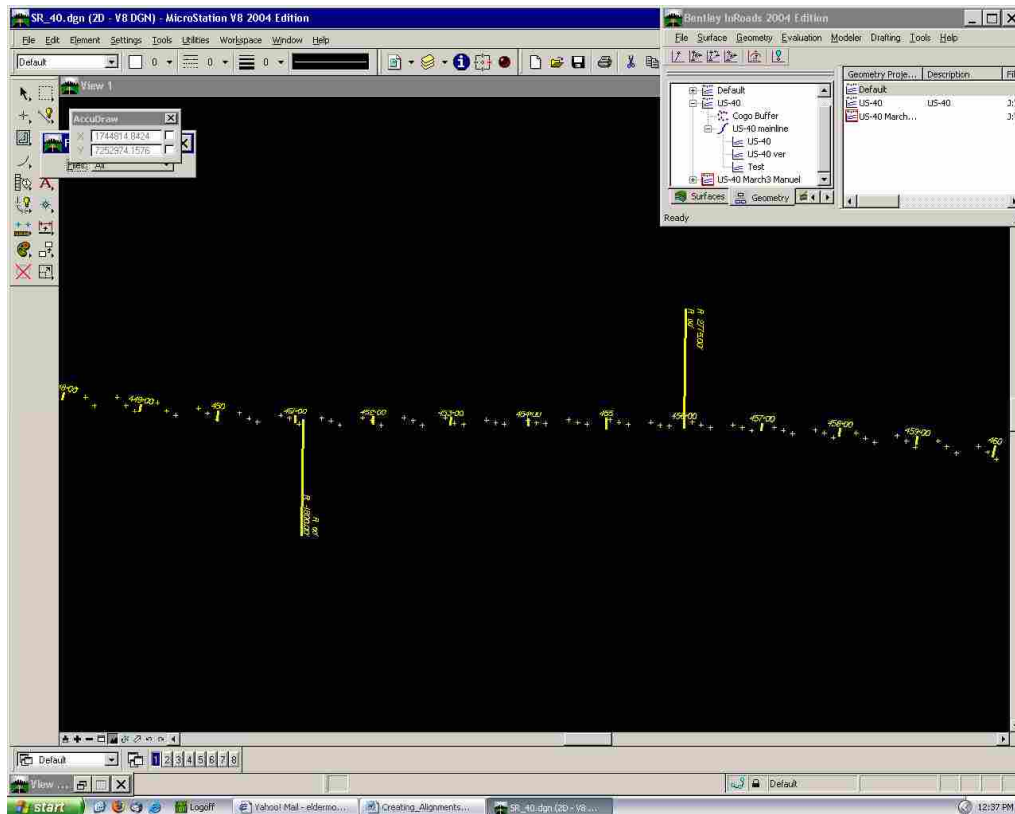 SR_40.dgn (2D - V8 DGN) - MicroStation V8 2004 Edition
File Edit Element Settings Tools Utilities Workspace Window Help
Default
0
0
0
View 1
AccuDraw
X 1744814.8424
Y 7252974.1576
Files: All
Bentley InRoads 2004 Edition
File Surface Geometry Evaluation Modeler Drafting Tools Help
Default
US-40
Cogo Buffer
US-40 mainline
US-40
US-40 ver
Test
US-40 March3 Manuel
Surfaces Geometry
Geometry Proje... Description
Default
US-40 US-40
US-40 March...
Ready
449+00
450
451+00
452+00
453+00
454+00
455
456+00
457+00
458+00
459+00
460
Default
1 2 3 4 5 6 7 8
View ...
Default
start
Logoff
Yahoo! Mail - eldermo...
Creating_Alignments...
SR_40.dgn (2D - V8 ...
12:37 PM